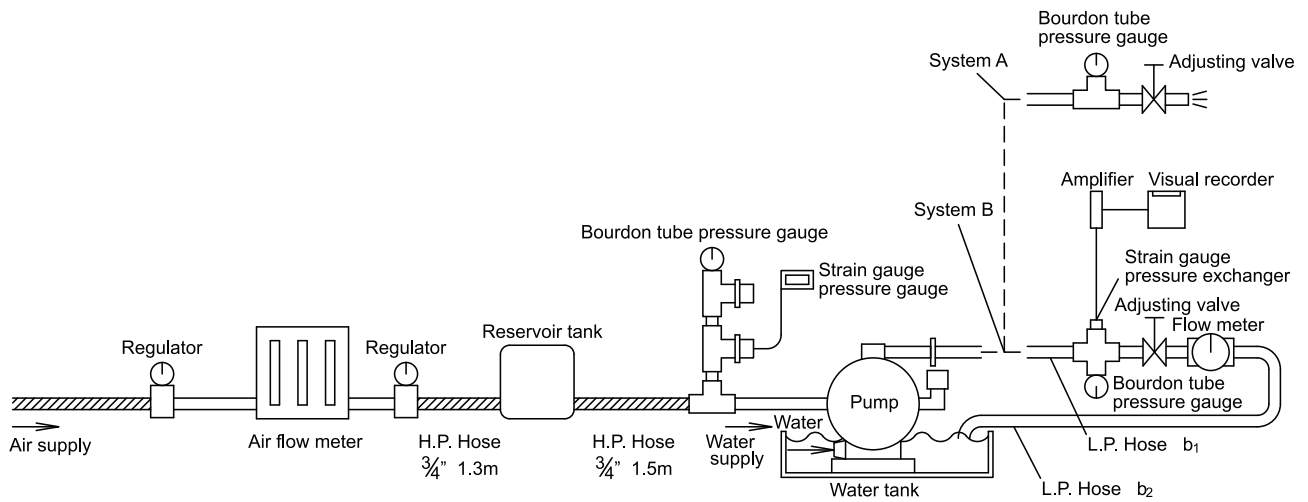 Bourdon tube
pressure gauge
System A
Adjusting valve
Amplifier
Visual recorder
System B
Bourdon tube pressure gauge
Strain gauge
pressure gauge
Strain gauge
pressure exchanger
Adjusting valve
Flow meter
Reservoir tank
Regulator
Regulator
Pump
Bourdon tube
pressure gauge
Water
Air supply
Air flow meter
H.P. Hose
¾” 1.3m
H.P. Hose
¾” 1.5m
Water
supply
Water tank
L.P. Hose b₁
L.P. Hose b₂